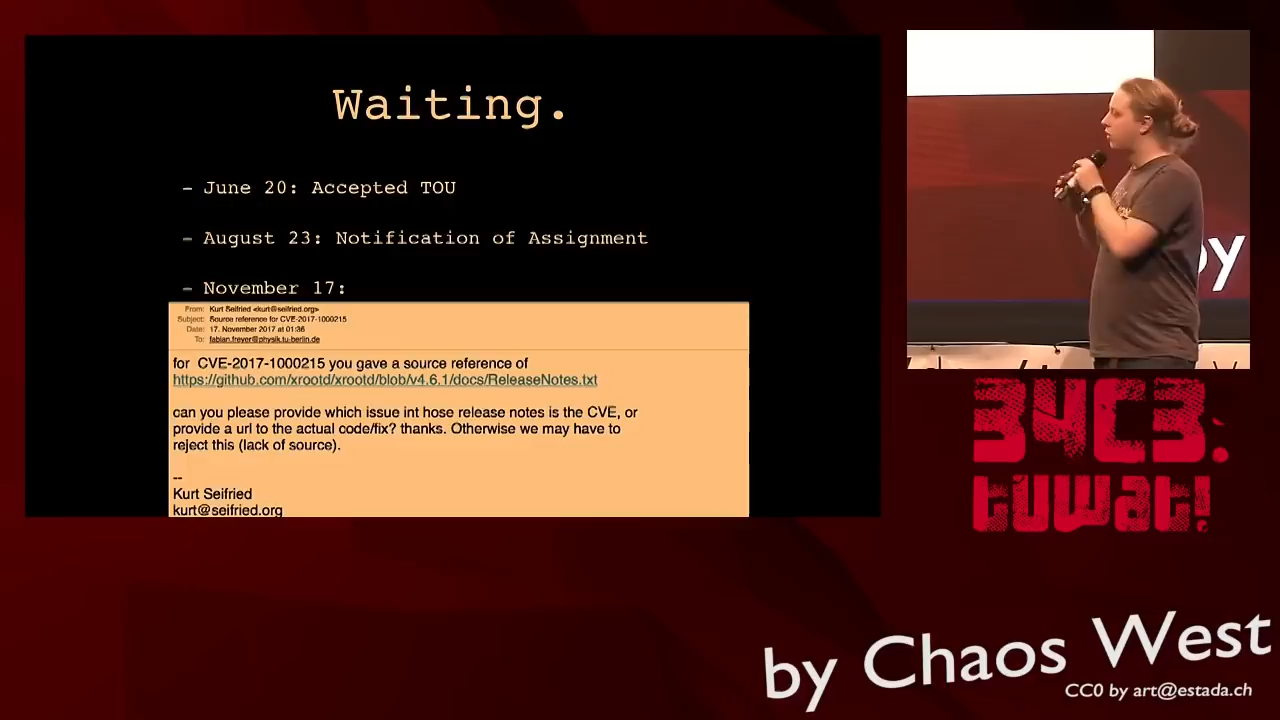 Waiting.
– June 20: Accepted TOU
– August 23: Notification of Assignment
– November 17:
From: Kurt Seifried <kurt@seifried.org>
Subject: Source reference for CVE-2017-1000215
Date: 17. November 2017 at 01:36
To: fabian.freyer@physik.tu-berlin.de
for CVE-2017-1000215 you gave a source reference of
https://github.com/xrootd/xrootd/blob/v4.6.1/docs/ReleaseNotes.txt
can you please provide which issue int hose release notes is the CVE, or
provide a url to the actual code/fix? thanks. Otherwise we may have to
reject this (lack of source).
--
Kurt Seifried
kurt@seifried.org
by
34C3:
tuwat!
by Chaos West
CC0 by art@estada.ch